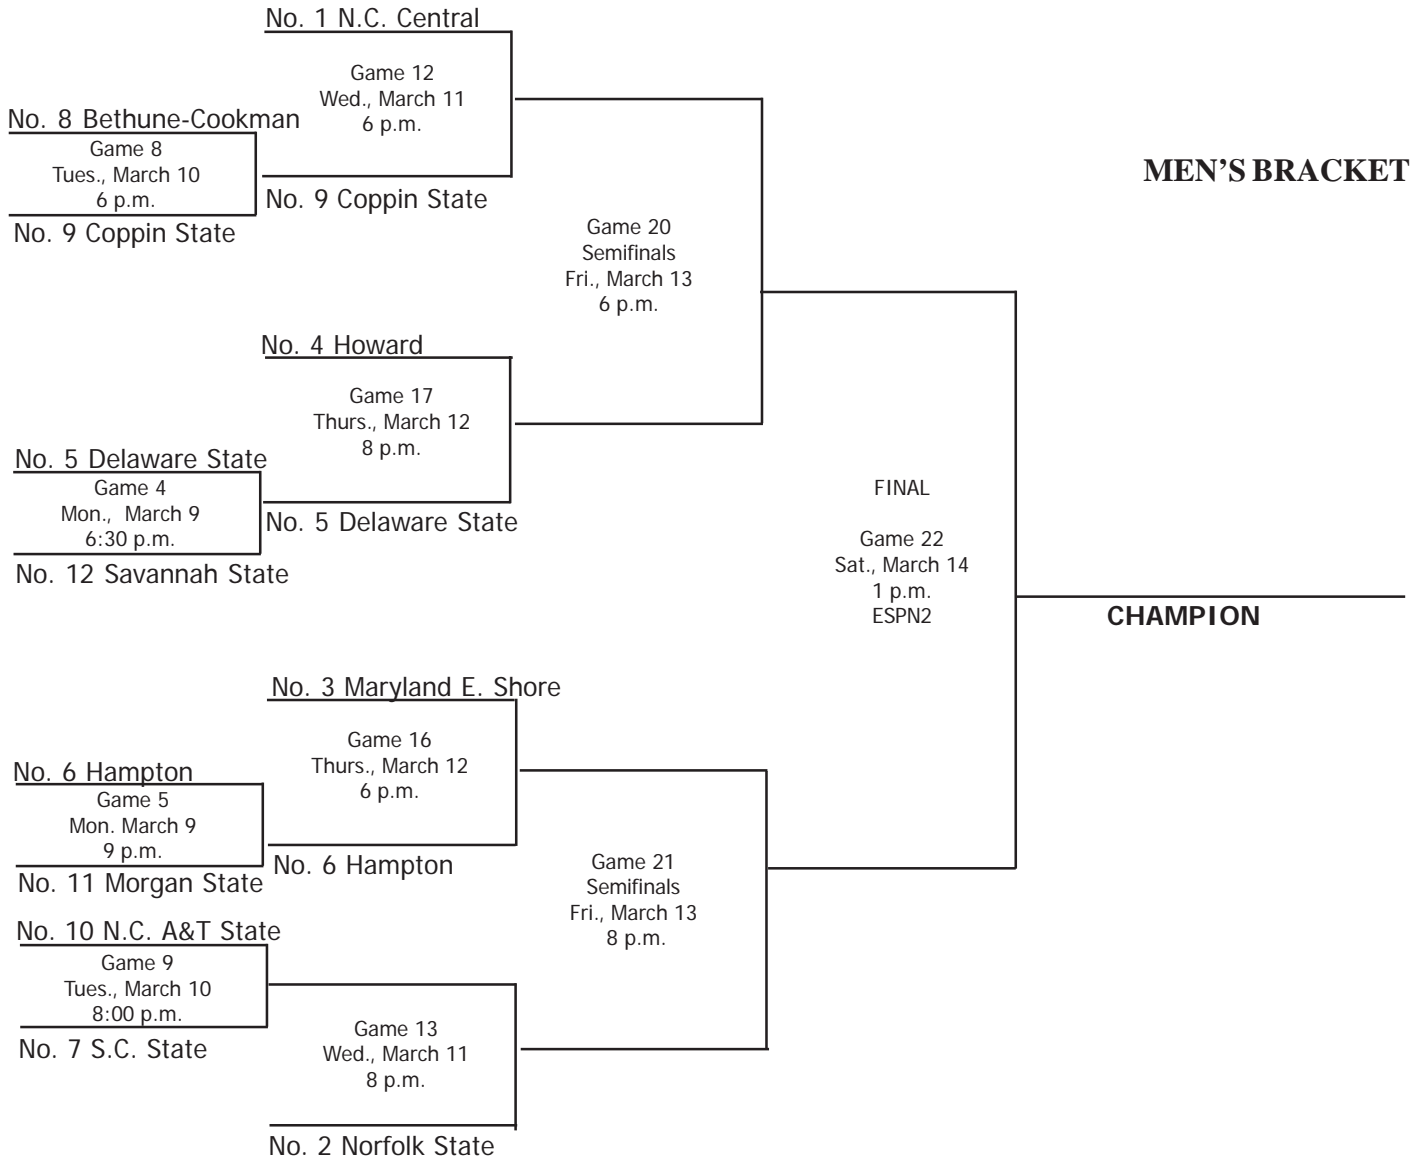 No. 1 N.C. Central
Game 12
Wed., March 11
6 p.m.
No. 8 Bethune-Cookman
Game 8
Tues., March 10
6 p.m.
No. 9 Coppin State
No. 9 Coppin State
MEN'S BRACKET
Game 20
Semifinals
Fri., March 13
6 p.m.
No. 4 Howard
Game 17
Thurs., March 12
8 p.m.
No. 5 Delaware State
Game 4
Mon., March 9
6:30 p.m.
No. 12 Savannah State
No. 5 Delaware State
FINAL
Game 22
Sat., March 14
1 p.m.
ESPN2
CHAMPION
No. 3 Maryland E. Shore
Game 16
Thurs., March 12
6 p.m.
No. 6 Hampton
Game 5
Mon. March 9
9 p.m.
No. 11 Morgan State
No. 6 Hampton
Game 21
Semifinals
Fri., March 13
8 p.m.
No. 10 N.C. A&T State
Game 9
Tues., March 10
8:00 p.m.
No. 7 S.C. State
Game 13
Wed., March 11
8 p.m.
No. 2 Norfolk State